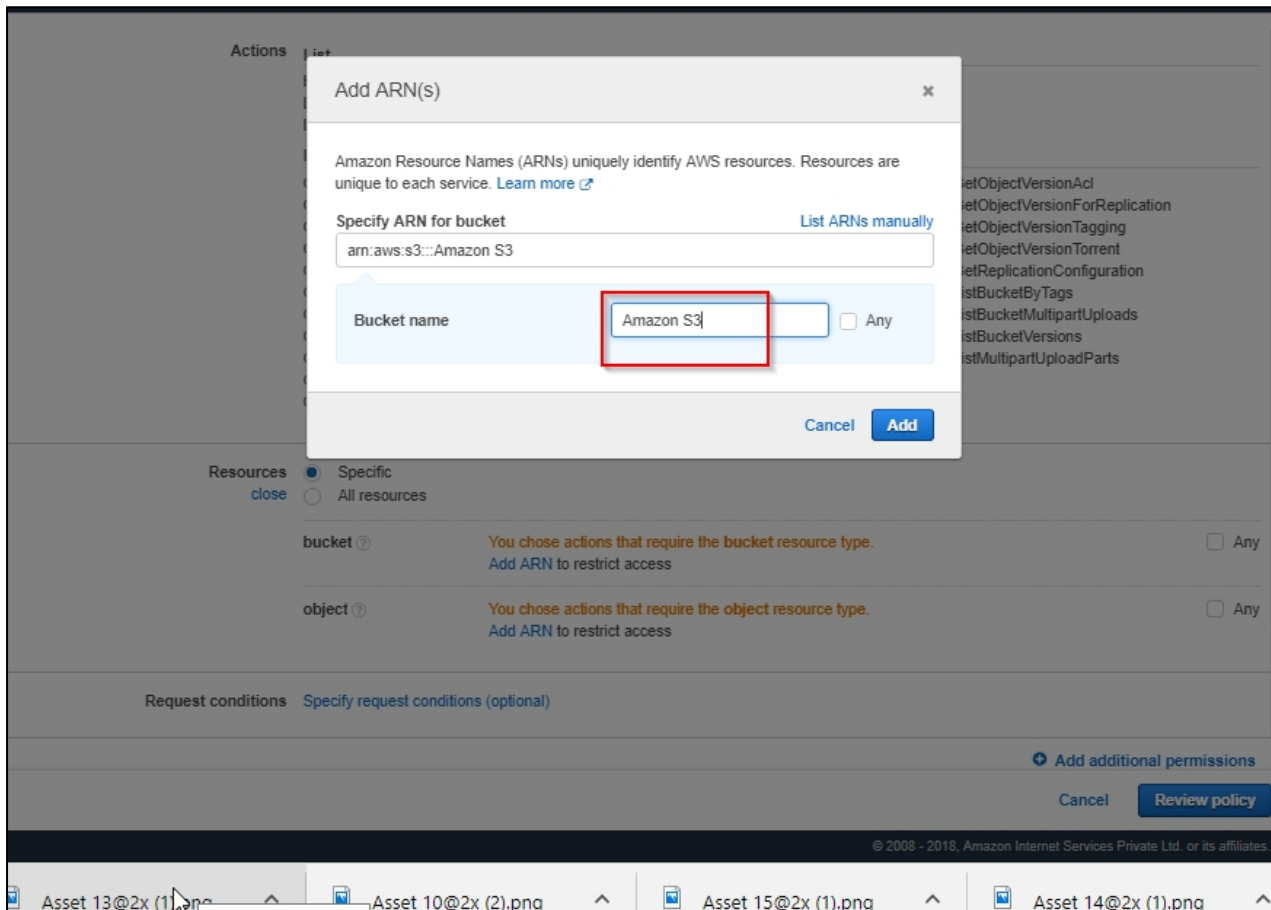 Actions List
Add ARN(s)
Amazon Resource Names (ARNs) uniquely identify AWS resources. Resources are
unique to each service. Learn more
Specify ARN for bucket List ARNs manually
arn:aws:s3:::Amazon S3
Bucket name Amazon S3 Any
Cancel Add
etObjectVersionAcl
etObjectVersionForReplication
etObjectVersionTagging
etObjectVersionTorrent
etReplicationConfiguration
istBucketByTags
istBucketMultipartUploads
istBucketVersions
istMultipartUploadParts
Resources Specific
close All resources
bucket You chose actions that require the bucket resource type. Any
Add ARN to restrict access
object You chose actions that require the object resource type. Any
Add ARN to restrict access
Request conditions Specify request conditions (optional)
Add additional permissions
Cancel Review policy
© 2008 - 2018, Amazon Internet Services Private Ltd. or its affiliates.
Asset 13@2x (1).png Asset 10@2x (2).png Asset 15@2x (1).png Asset 14@2x (1).png